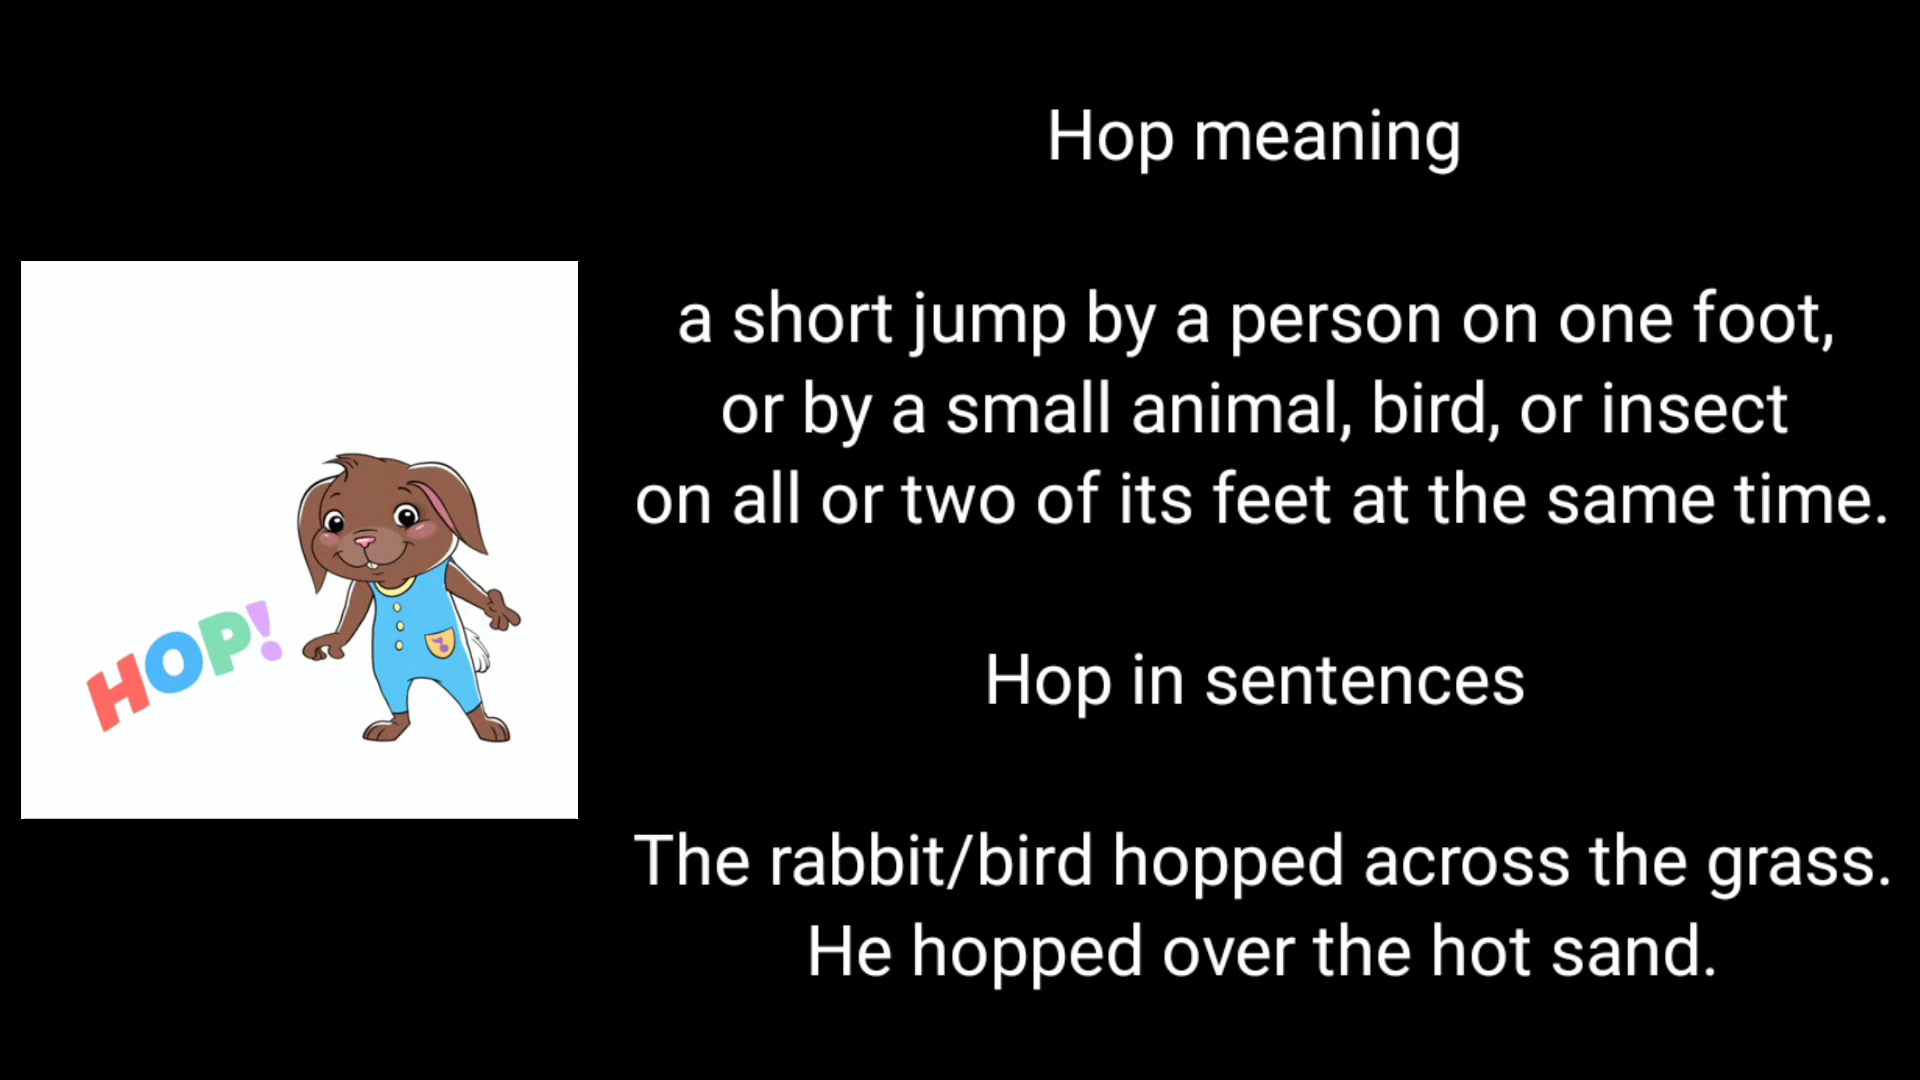 HOP!
Hop meaning
a short jump by a person on one foot,
or by a small animal, bird, or insect
on all or two of its feet at the same time.
Hop in sentences
The rabbit/bird hopped across the grass.
He hopped over the hot sand.